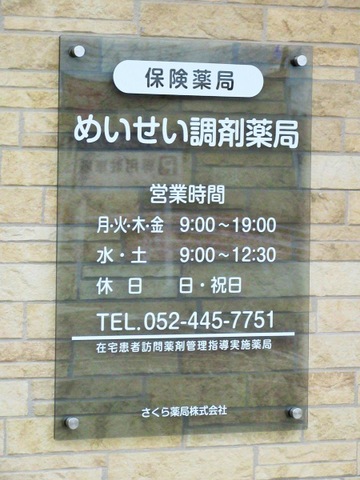 保険薬局
めいせい調剤薬局
営業時間
月・火・木・金 9:00～19:00
水・土 9:00～12:30
休 日 日・祝日
TEL.052-445-7751
在宅患者訪問薬剤管理指導実施薬局
さくら薬局株式会社